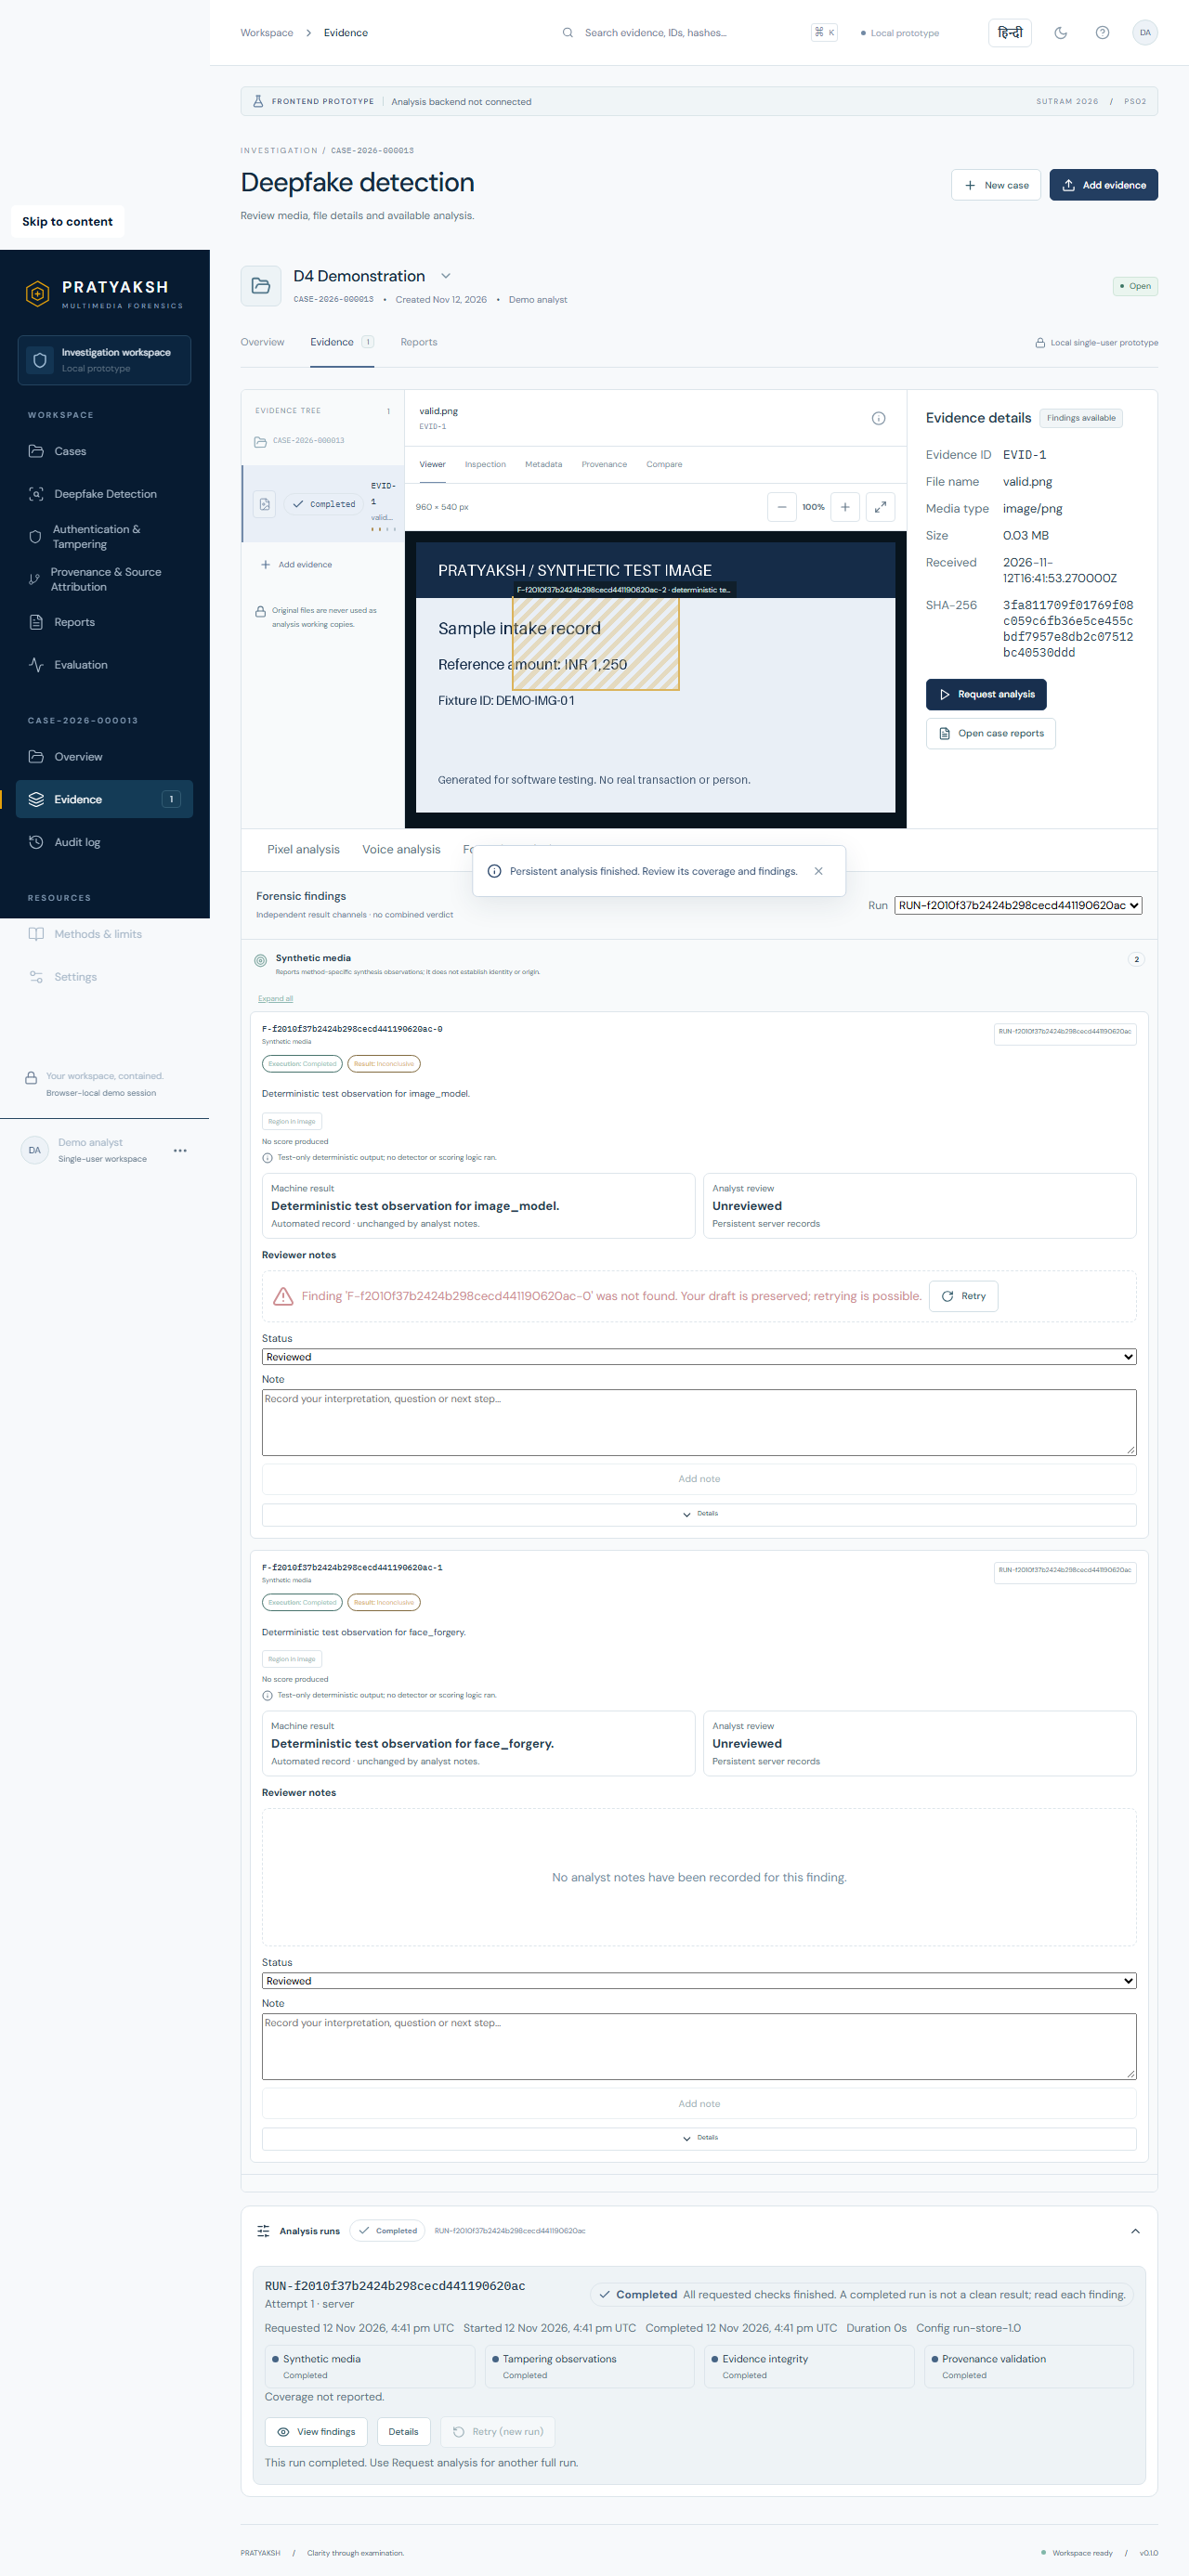 Workspace > Evidence
Search evidence, IDs, hashes...
⌘ K
Local prototype
हिन्दी
DA
FRONTEND PROTOTYPE | Analysis backend not connected
SUTRAM 2026 / PS02
INVESTIGATION / CASE-2026-000013
Deepfake detection
Review media, file details and available analysis.
New case
Add evidence
Skip to content
PRATYAKSH
MULTIMEDIA FORENSICS
Investigation workspace
Local prototype
WORKSPACE
Cases
Deepfake Detection
Authentication &
Tampering
Provenance & Source
Attribution
Reports
Evaluation
CASE-2026-000013
Overview
Evidence 1
Audit log
RESOURCES
Methods & limits
Settings
Your workspace, contained.
Browser-local demo session
DA
Demo analyst
Single-user workspace
D4 Demonstration
CASE-2026-000013 • Created Nov 12, 2026 • Demo analyst
Open
Overview
Evidence 1
Reports
Local single-user prototype
EVIDENCE TREE 1
CASE-2026-000013
Completed
EVID-
1
valid...
Add evidence
Original files are never used as
analysis working copies.
valid.png
EVID-1
Viewer
Inspection
Metadata
Provenance
Compare
960 × 540 px
100%
PRATYAKSH / SYNTHETIC TEST IMAGE
F-f2010f37b2424b298cecd441190620ac-2 · deterministic te...
Sample intake record
Reference amount: INR 1,250
Fixture ID: DEMO-IMG-01
Generated for software testing. No real transaction or person.
Evidence details
Findings available
Evidence ID EVID-1
File name valid.png
Media type image/png
Size 0.03 MB
Received 2026-11-
12T16:41:53.270000Z
SHA-256 3fa811709f01769f08
c059c6fb36e5ce455c
bdf7957e8db2c07512
bc40530ddd
Request analysis
Open case reports
Pixel analysis
Voice analysis
Persistent analysis finished. Review its coverage and findings.
Forensic findings
Independent result channels · no combined verdict
Run RUN-f2010f37b2424b298cecd441190620ac
Synthetic media
Reports method-specific synthesis observations; it does not establish identity or origin.
2
Expand all
F-f2010f37b2424b298cecd441190620ac-0
Synthetic media
RUN-f2010f37b2424b298cecd441190620ac
Execution: Completed
Result: Inconclusive
Deterministic test observation for image_model.
Region in image
No score produced
Test-only deterministic output; no detector or scoring logic ran.
Machine result
Deterministic test observation for image_model.
Automated record · unchanged by analyst notes.
Analyst review
Unreviewed
Persistent server records
Reviewer notes
Finding 'F-f2010f37b2424b298cecd441190620ac-0' was not found. Your draft is preserved; retrying is possible.
Retry
Status
Reviewed
Note
Record your interpretation, question or next step...
Add note
Details
F-f2010f37b2424b298cecd441190620ac-1
Synthetic media
RUN-f2010f37b2424b298cecd441190620ac
Execution: Completed
Result: Inconclusive
Deterministic test observation for face_forgery.
Region in image
No score produced
Test-only deterministic output; no detector or scoring logic ran.
Machine result
Deterministic test observation for face_forgery.
Automated record · unchanged by analyst notes.
Analyst review
Unreviewed
Persistent server records
Reviewer notes
No analyst notes have been recorded for this finding.
Status
Reviewed
Note
Record your interpretation, question or next step...
Add note
Details
Analysis runs
Completed
RUN-f2010f37b2424b298cecd441190620ac
RUN-f2010f37b2424b298cecd441190620ac
Attempt 1 · server
Completed All requested checks finished. A completed run is not a clean result; read each finding.
Requested 12 Nov 2026, 4:41 pm UTC Started 12 Nov 2026, 4:41 pm UTC Completed 12 Nov 2026, 4:41 pm UTC Duration 0s Config run-store-1.0
Synthetic media
Completed
Tampering observations
Completed
Evidence integrity
Completed
Provenance validation
Completed
Coverage not reported.
View findings
Details
Retry (new run)
This run completed. Use Request analysis for another full run.
PRATYAKSH / Clarity through examination.
Workspace ready / v0.1.0